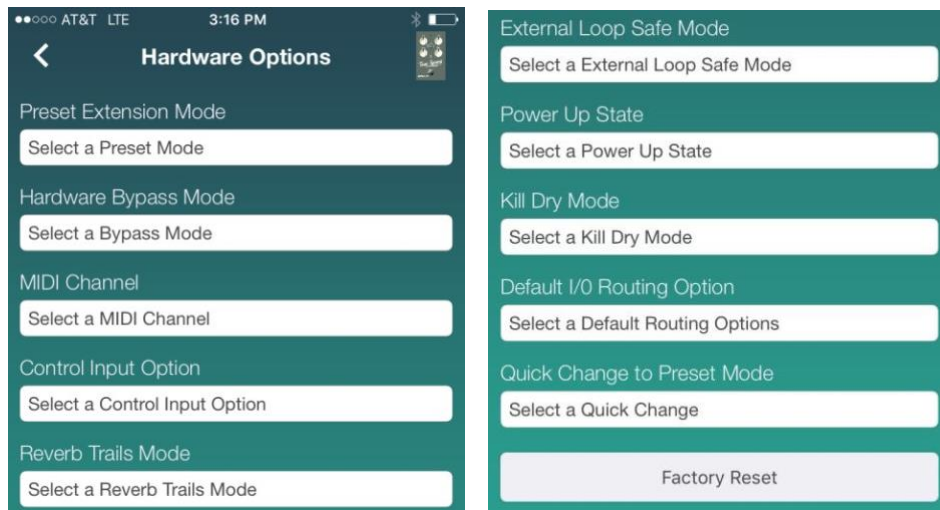 AT&T LTE 3:16 PM
Hardware Options
Preset Extension Mode
Select a Preset Mode
Hardware Bypass Mode
Select a Bypass Mode
MIDI Channel
Select a MIDI Channel
Control Input Option
Select a Control Input Option
Reverb Trails Mode
Select a Reverb Trails Mode
External Loop Safe Mode
Select a External Loop Safe Mode
Power Up State
Select a Power Up State
Kill Dry Mode
Select a Kill Dry Mode
Default I/0 Routing Option
Select a Default Routing Options
Quick Change to Preset Mode
Select a Quick Change
Factory Reset